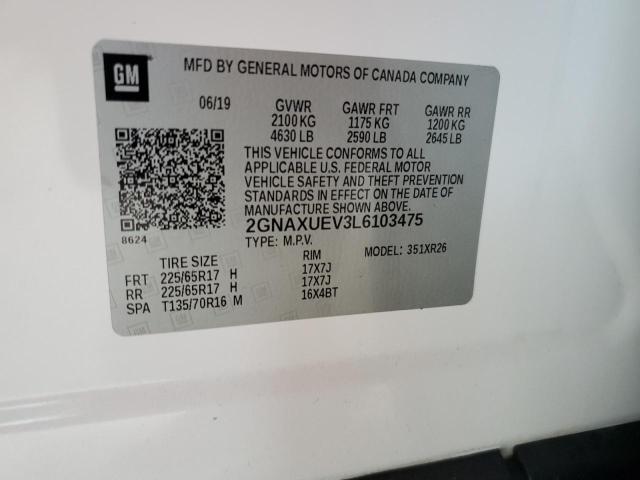 GM
MFD BY GENERAL MOTORS OF CANADA COMPANY
06/19 GVWR GAWR FRT GAWR RR
2100 KG 1175 KG 1200 KG
4630 LB 2590 LB 2645 LB
THIS VEHICLE CONFORMS TO ALL
APPLICABLE U.S. FEDERAL MOTOR
VEHICLE SAFETY AND THEFT PREVENTION
STANDARDS IN EFFECT ON THE DATE OF
MANUFACTURE SHOWN ABOVE.
2GNAXUEV3L6103475
8624
TYPE: M.P.V. MODEL: 351XR26
TIRE SIZE RIM
FRT 225/65R17 H 17X7J
RR 225/65R17 H 17X7J
SPA T135/70R16 M 16X4BT